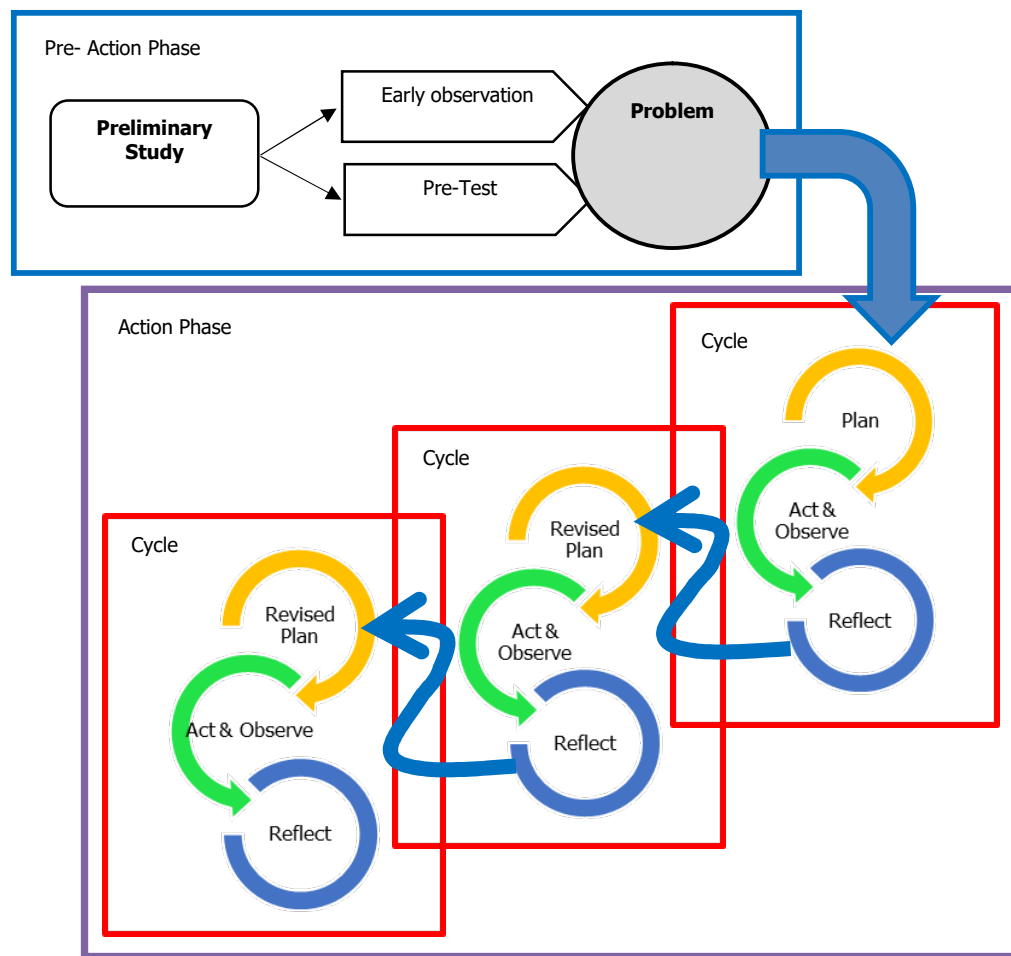 Pre- Action Phase
Preliminary
Study
Early observation
Pre-Test
Problem
Action Phase
Cycle
Plan
Act &
Observe
Reflect
Cycle
Revised
Plan
Act &
Observe
Reflect
Cycle
Revised
Plan
Act & Observe
Reflect